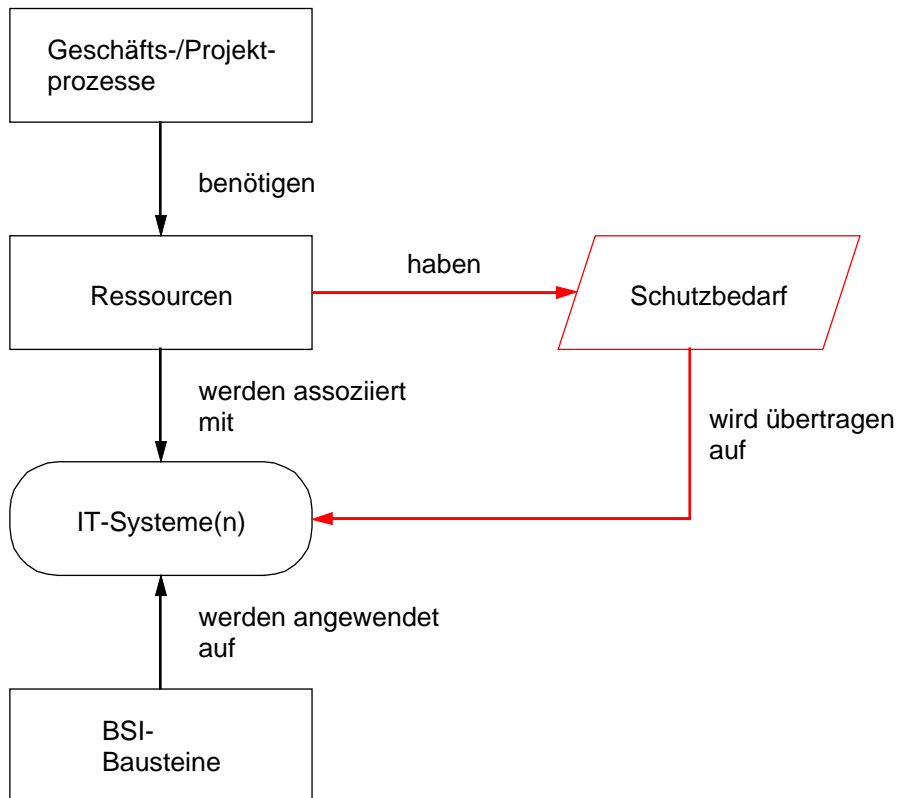 Geschäfts-/Projekt-
prozesse
benötigen
Ressourcen
haben
Schutzbedarf
werden assoziiert
mit
wird übertragen
auf
IT-Systeme(n)
werden angewendet
auf
BSI-
Bausteine